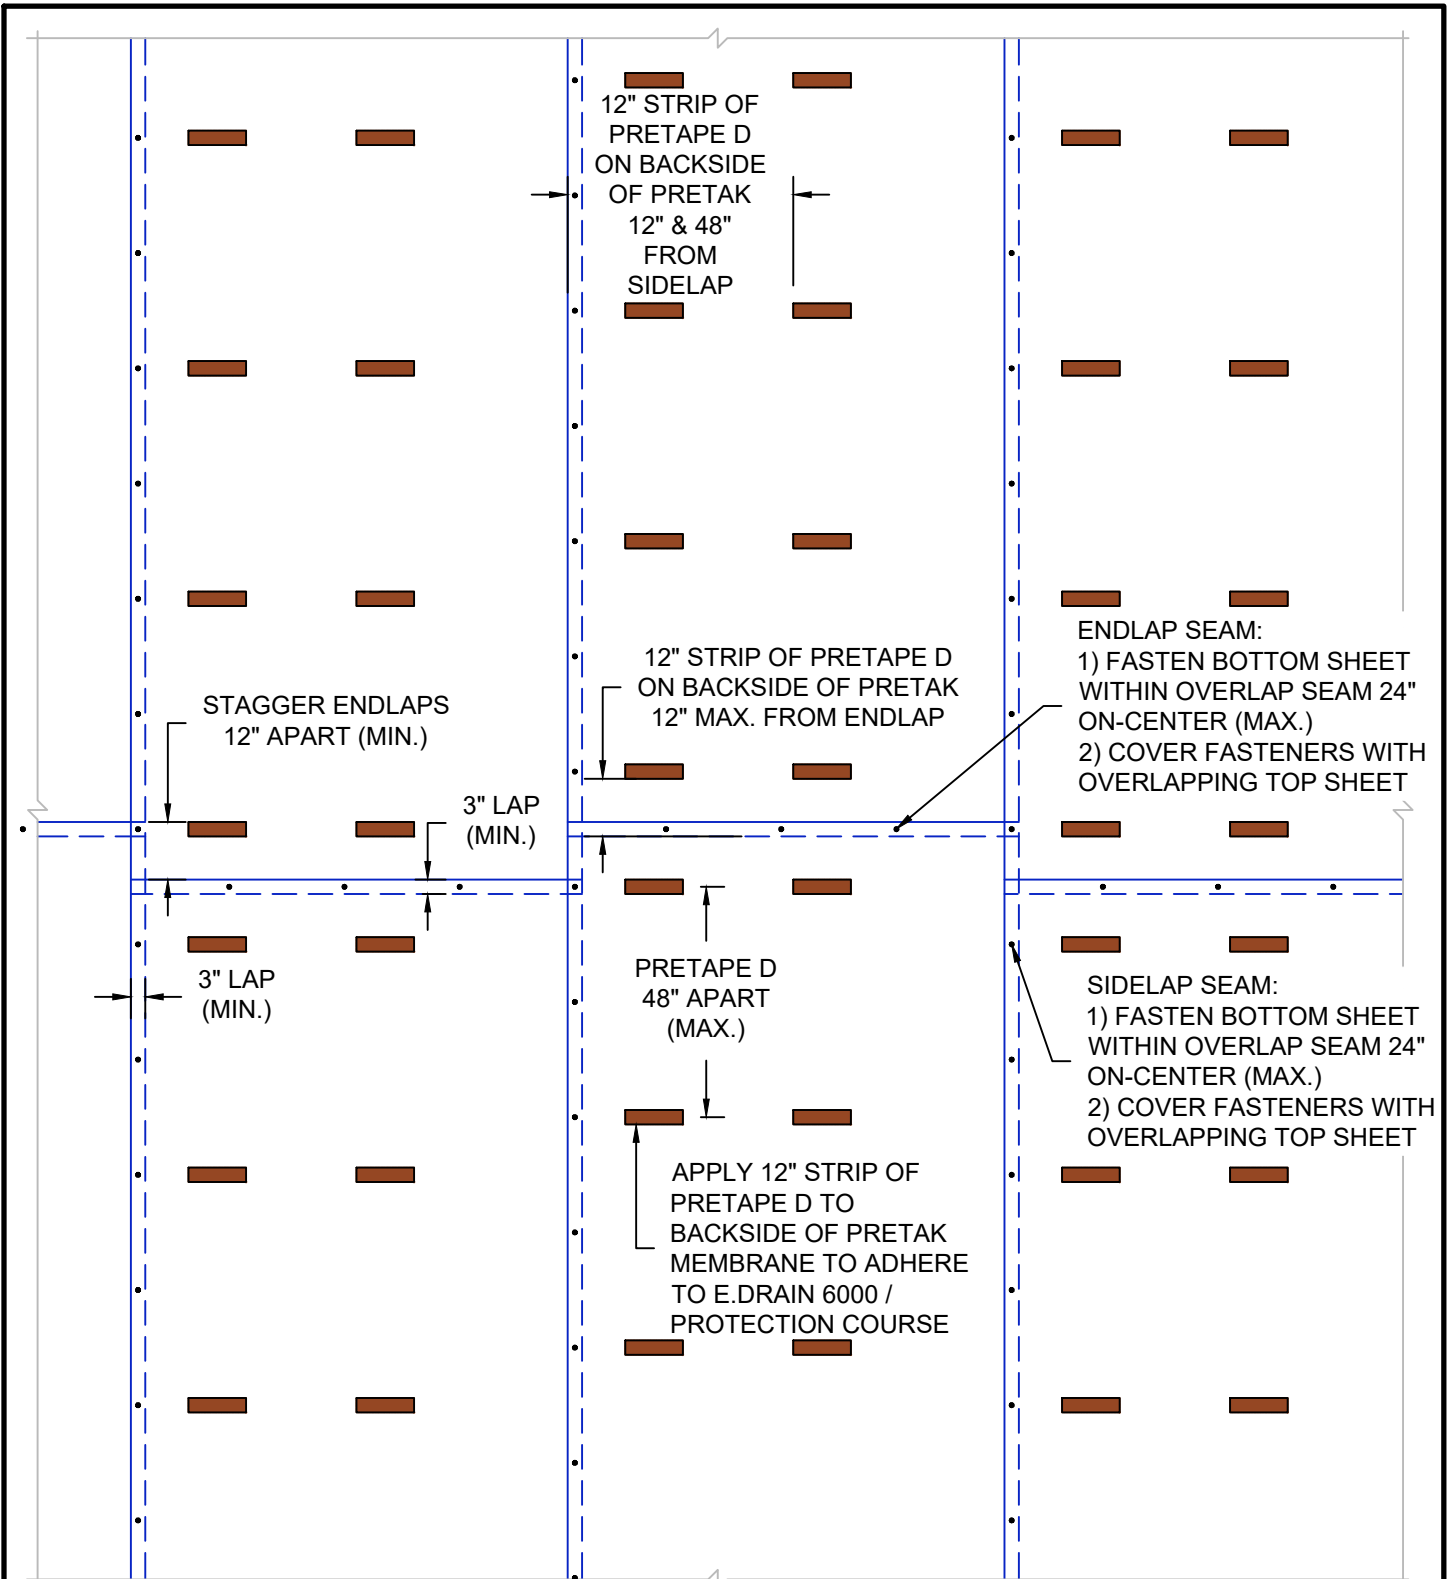 12" STRIP OF
PRETAPE D
ON BACKSIDE
OF PRETAK
12" & 48"
FROM
SIDELAP
ENDLAP SEAM:
1) FASTEN BOTTOM SHEET
WITHIN OVERLAP SEAM 24"
ON-CENTER (MAX.)
2) COVER FASTENERS WITH
OVERLAPPING TOP SHEET
12" STRIP OF PRETAPE D
ON BACKSIDE OF PRETAK
12" MAX. FROM ENDLAP
STAGGER ENDLAPS
12" APART (MIN.)
3" LAP
(MIN.)
3" LAP
(MIN.)
PRETAPE D
48" APART
(MAX.)
SIDELAP SEAM:
1) FASTEN BOTTOM SHEET
WITHIN OVERLAP SEAM 24"
ON-CENTER (MAX.)
2) COVER FASTENERS WITH
OVERLAPPING TOP SHEET
APPLY 12" STRIP OF
PRETAPE D TO
BACKSIDE OF PRETAK
MEMBRANE TO ADHERE
TO E.DRAIN 6000 /
PROTECTION COURSE